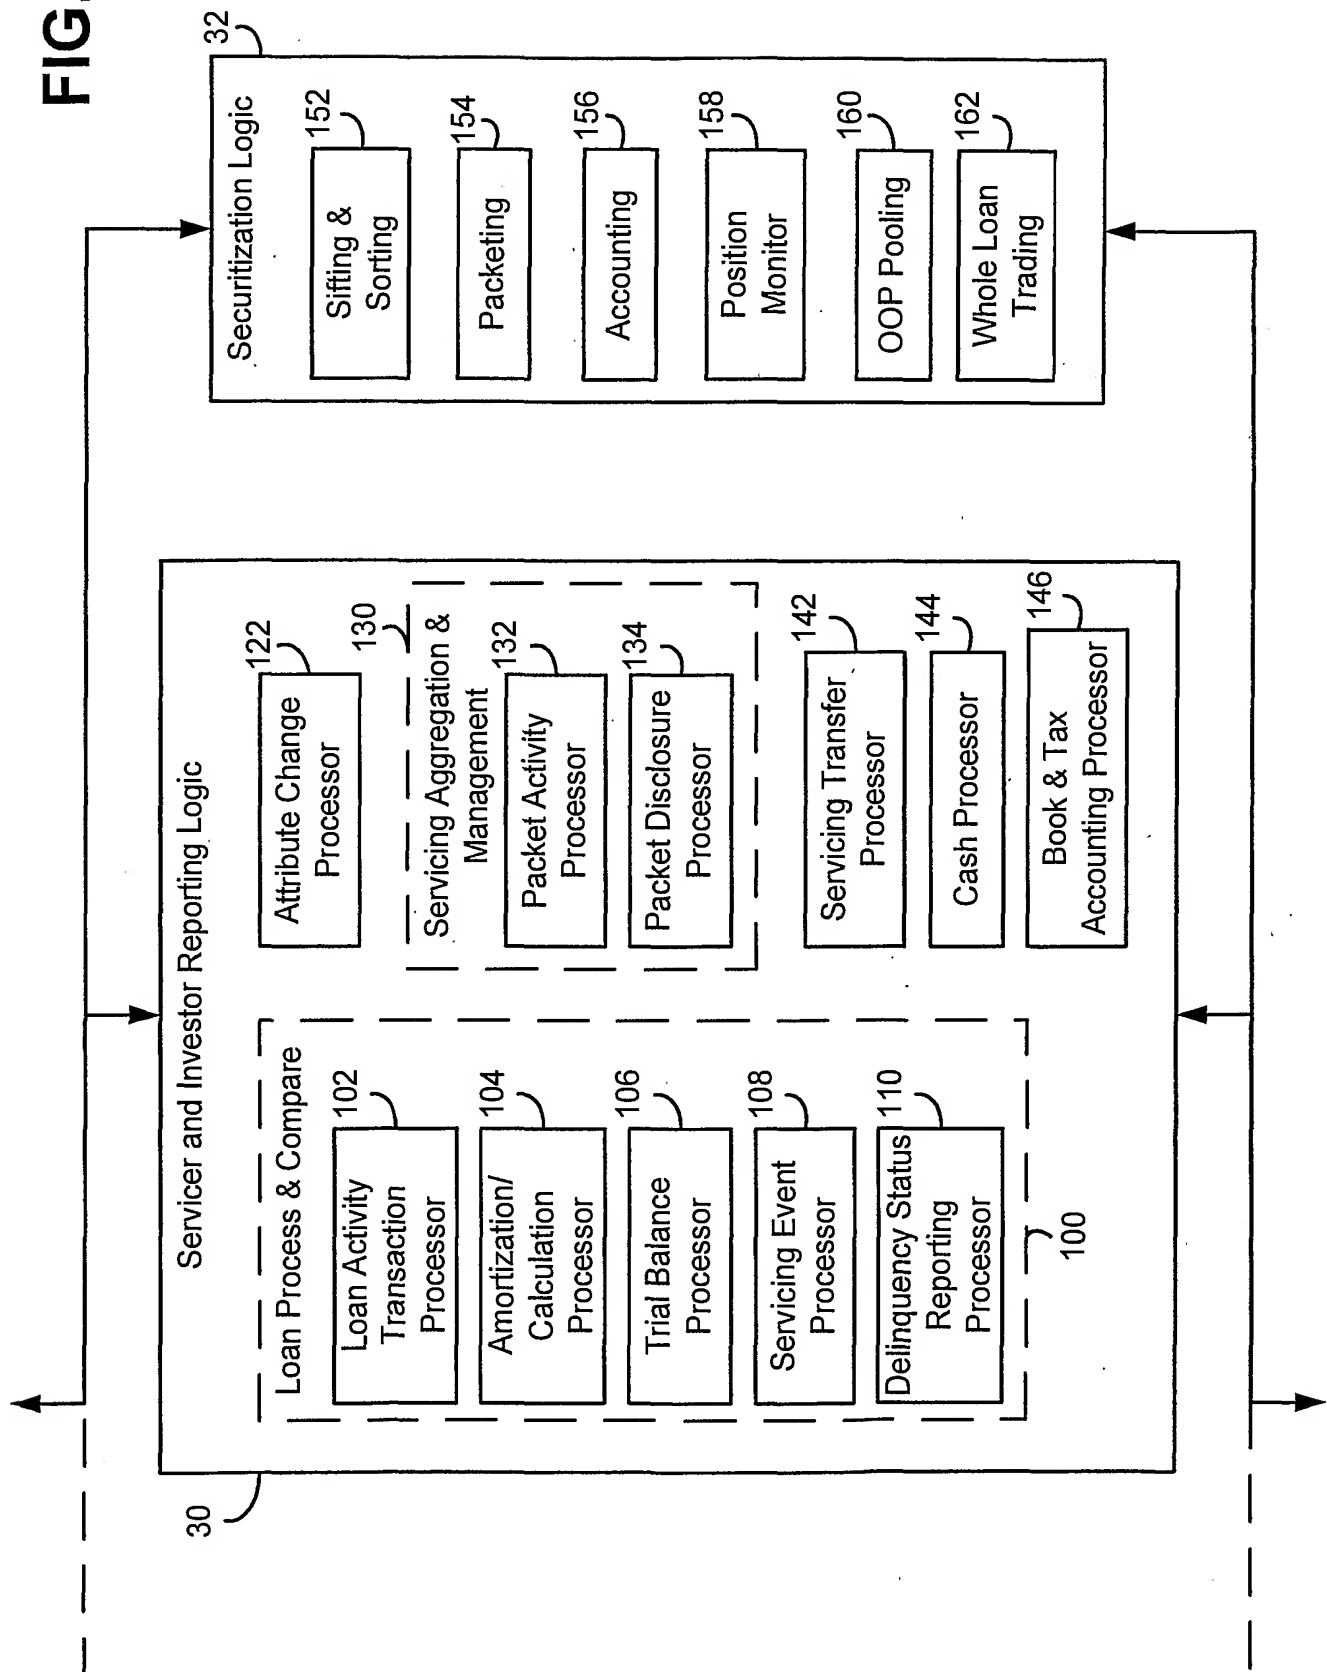 FIG.
30
Servicer and Investor Reporting Logic
Loan Process & Compare
100
Loan Activity
Transaction
Processor
102
Amortization/
Calculation
Processor
104
Trial Balance
Processor
106
Servicing Event
Processor
108
Delinquency Status
Reporting
Processor
110
Attribute Change
Processor
122
130
Servicing Aggregation &
Management
Packet Activity
Processor
132
Packet Disclosure
Processor
134
Servicing Transfer
Processor
142
Cash Processor
144
Book & Tax
Accounting Processor
146
32
Securitization Logic
Sifting &
Sorting
152
Packeting
154
Accounting
156
Position
Monitor
158
OOP Pooling
160
Whole Loan
Trading
162